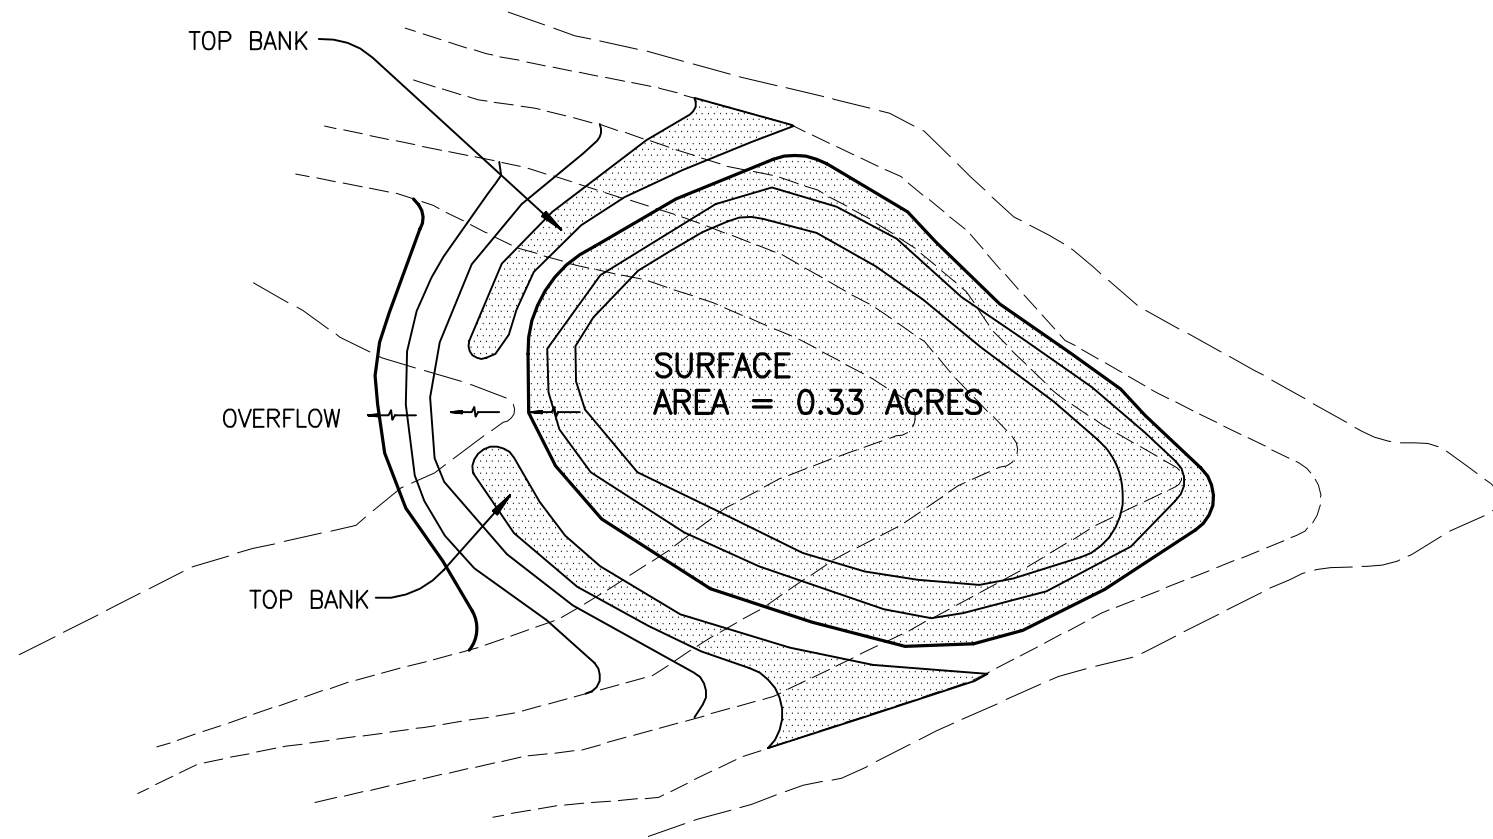 TOP BANK
SURFACE
AREA = 0.33 ACRES
OVERFLOW
TOP BANK